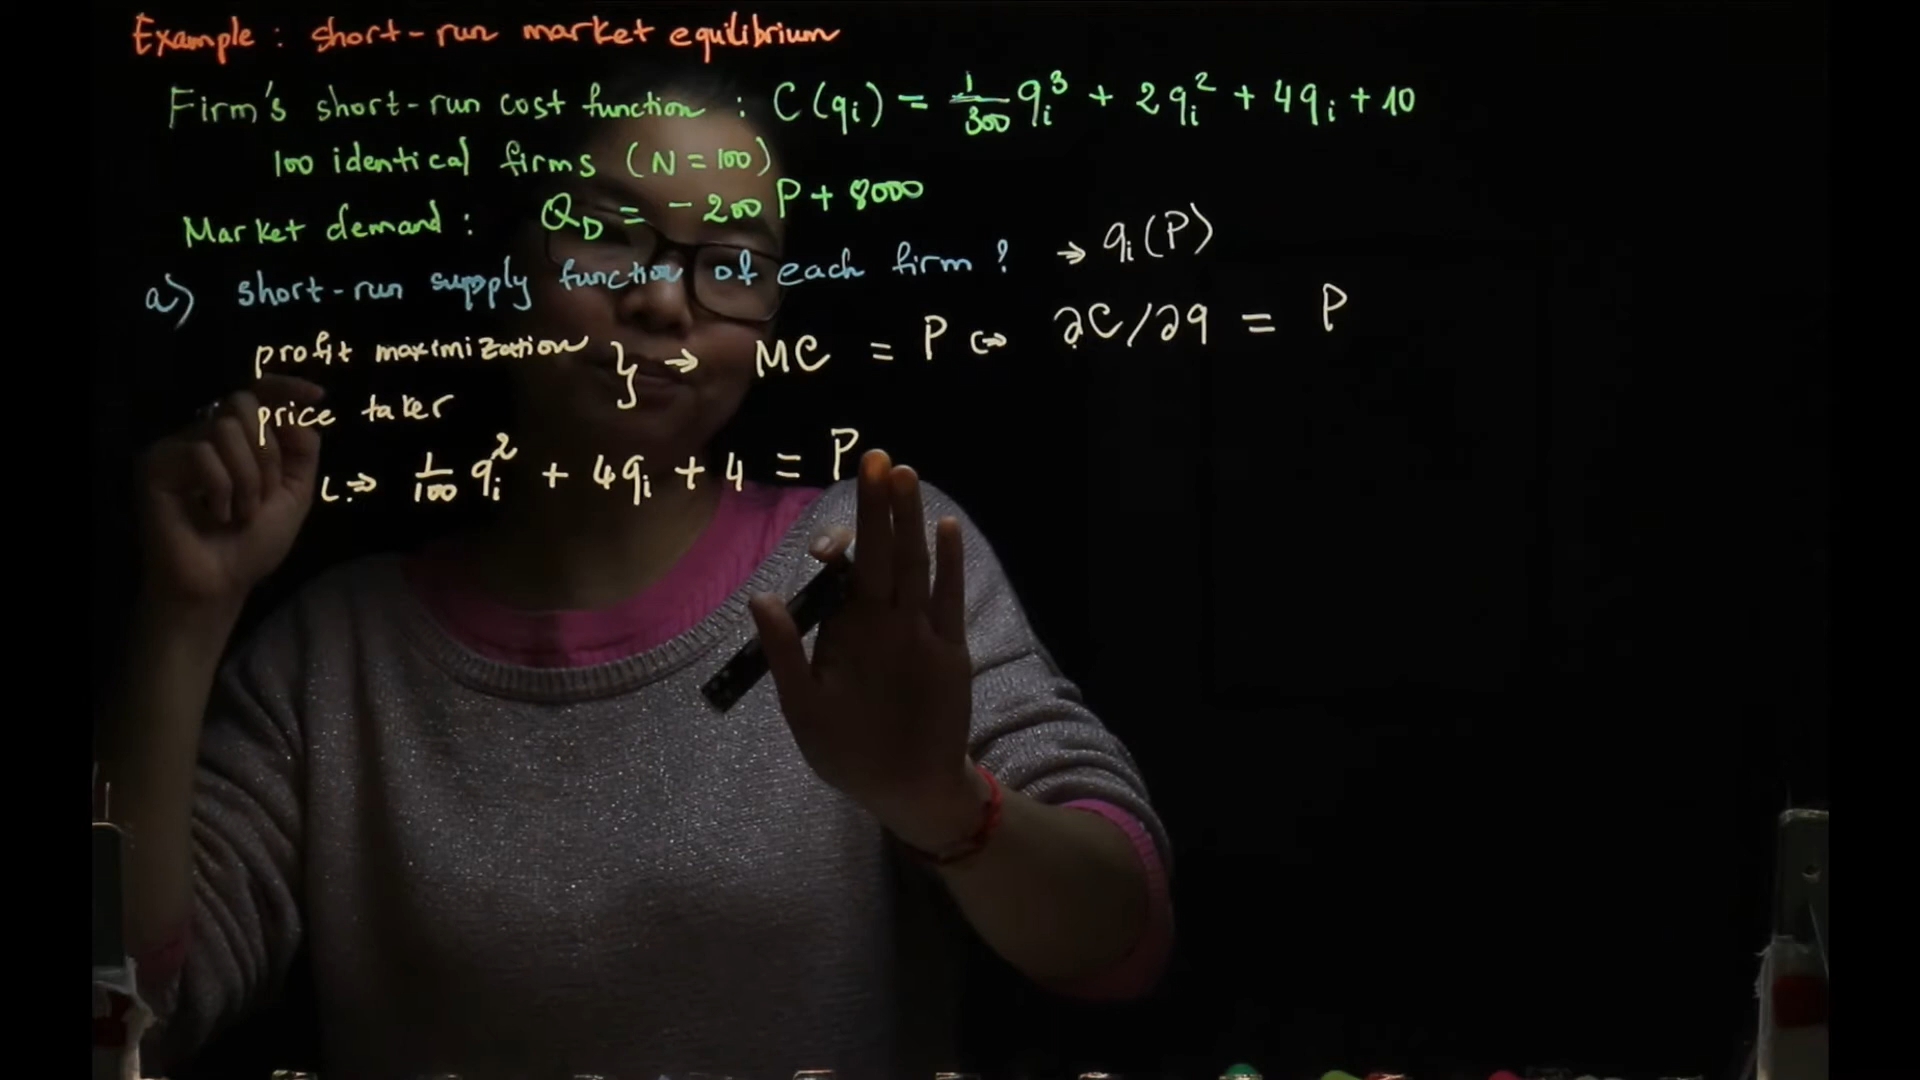 Example : short-run market equilibrium
Firm's short-run cost function : C(qᵢ) = 1/300 qᵢ³ + 2qᵢ² + 4qᵢ + 10
100 identical firms (N = 100)
Market demand : Q_D = -200 P + 8000
a) short-run supply function of each firm ? → qᵢ(P)
profit maximization } → MC = P ⇔ ∂C/∂q = P
price taker
↳ 1/100 qᵢ² + 4qᵢ + 4 = P